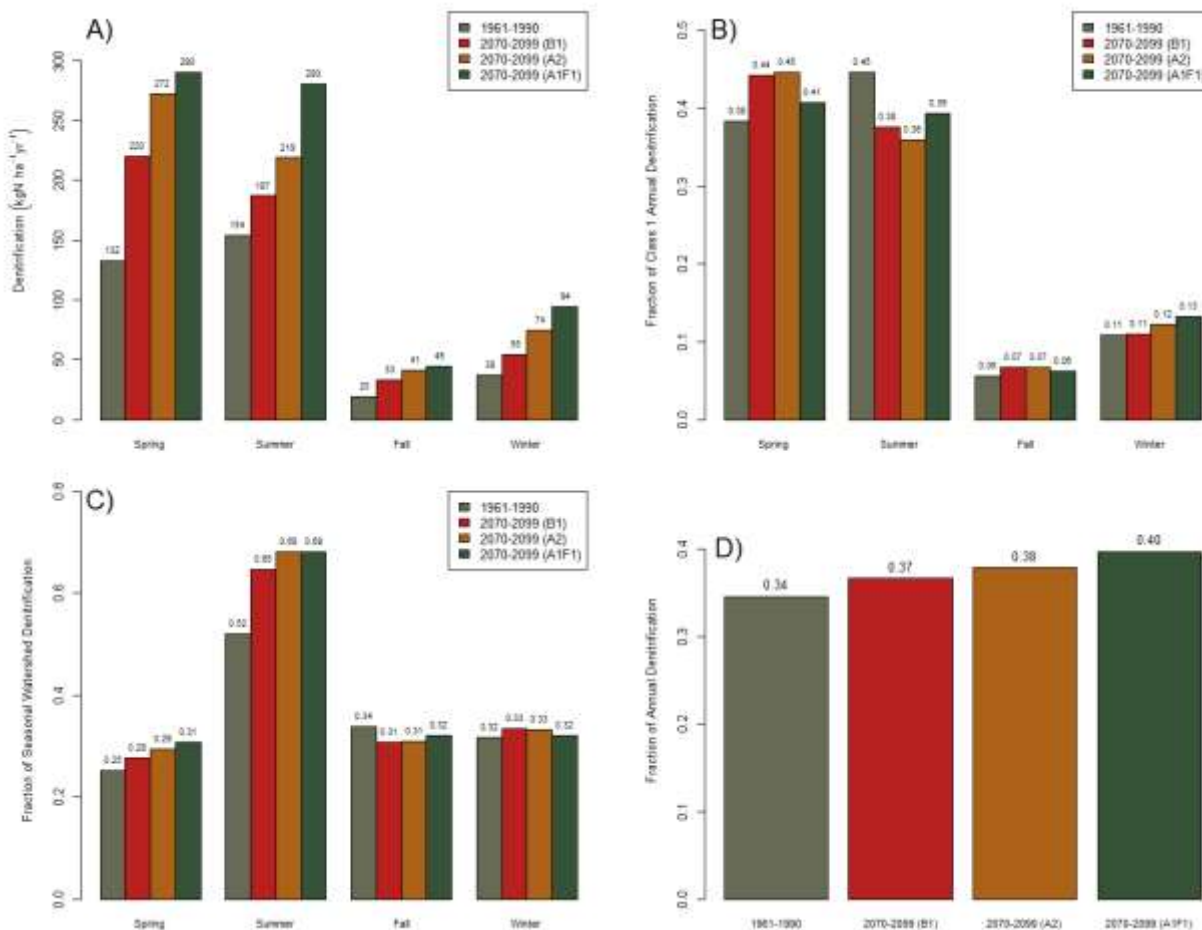 A)
1961-1990
2070-2099 (B1)
2070-2099 (A2)
2070-2099 (A1F1)
Denitrification (kgN ha⁻¹yr⁻¹)
300
250
200
150
100
50
0
132
220
272
290
154
187
219
280
20
33
41
45
38
55
74
94
Spring
Summer
Fall
Winter
B)
1961-1990
2070-2099 (B1)
2070-2099 (A2)
2070-2099 (A1F1)
Fraction of Class 1 Annual Denitrification
0.5
0.4
0.3
0.2
0.1
0.0
0.38
0.44
0.45
0.41
0.45
0.38
0.36
0.39
0.06
0.07
0.07
0.06
0.11
0.11
0.12
0.13
Spring
Summer
Fall
Winter
C)
1961-1990
2070-2099 (B1)
2070-2099 (A2)
2070-2099 (A1F1)
Fraction of Seasonal Watershed Denitrification
0.8
0.6
0.4
0.2
0.0
0.25
0.28
0.29
0.31
0.52
0.65
0.68
0.68
0.34
0.31
0.31
0.32
0.32
0.33
0.33
0.32
Spring
Summer
Fall
Winter
D)
Fraction of Annual Denitrification
0.4
0.3
0.2
0.1
0.0
0.34
0.37
0.38
0.40
1961-1990
2070-2099 (B1)
2070-2099 (A2)
2070-2099 (A1F1)